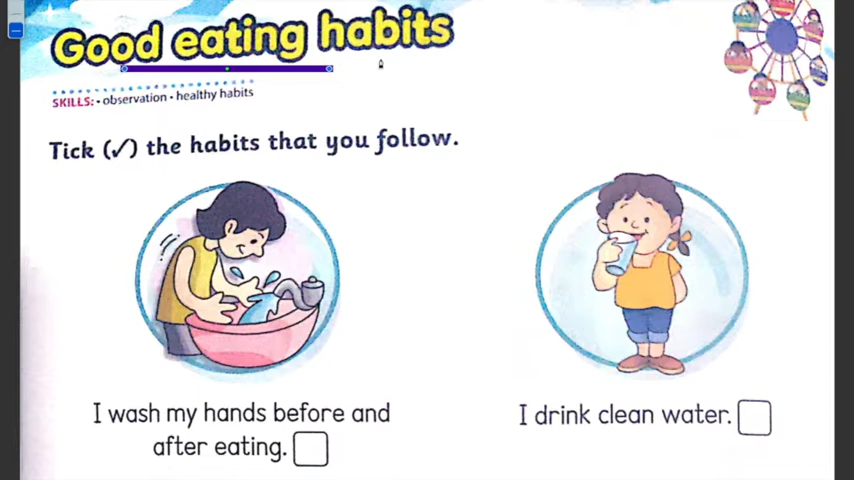 Good eating habits
SKILLS: • observation • healthy habits
Tick (✓) the habits that you follow.
I wash my hands before and
after eating.
I drink clean water.